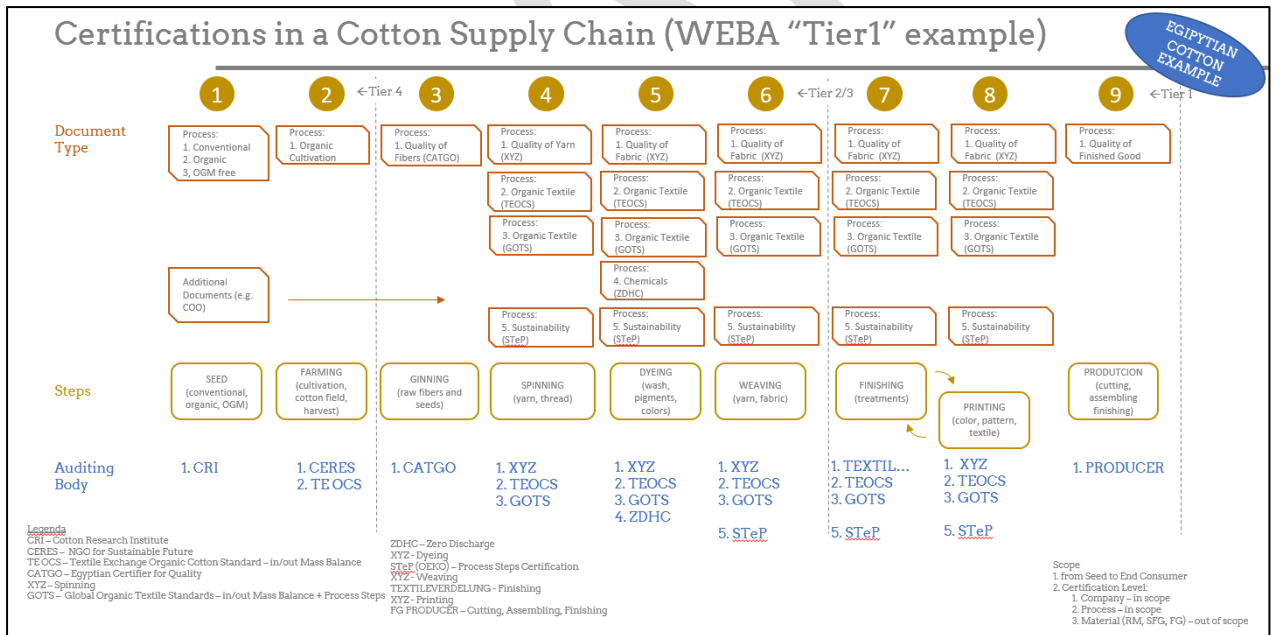 Certifications in a Cotton Supply Chain (WEBA “Tier1” example)
EGIPYTIAN
COTTON
EXAMPLE
1
2
←Tier 4
3
4
5
6
←Tier 2/3
7
8
9
←Tier 1
Document
Type
Process:
1. Conventional
2. Organic
3, OGM free
Process:
1. Organic
Cultivation
Process:
1. Quality of
Fibers (CATGO)
Process:
1. Quality of Yarn
(XYZ)
Process:
1. Quality of
Fabric (XYZ)
Process:
1. Quality of
Fabric (XYZ)
Process:
1. Quality of
Fabric (XYZ)
Process:
1. Quality of
Fabric (XYZ)
Process:
1. Quality of
Finished Good
Process:
2. Organic Textile
(TEOCS)
Process:
2. Organic Textile
(TEOCS)
Process:
2. Organic Textile
(TEOCS)
Process:
2. Organic Textile
(TEOCS)
Process:
2. Organic Textile
(TEOCS)
Process:
3. Organic Textile
(GOTS)
Process:
3. Organic Textile
(GOTS)
Process:
3. Organic Textile
(GOTS)
Process:
3. Organic Textile
(GOTS)
Process:
3. Organic Textile
(GOTS)
Additional
Documents (e.g.
COO)
Process:
4. Chemicals
(ZDHC)
Process:
5. Sustainability
(STeP)
Process:
5. Sustainability
(STeP)
Process:
5. Sustainability
(STeP)
Process:
5. Sustainability
(STeP)
Process:
5. Sustainability
(STeP)
Steps
SEED
(conventional,
organic, OGM)
FARMING
(cultivation,
cotton field,
harvest)
GINNING
(raw fibers and
seeds)
SPINNING
(yarn, thread)
DYEING
(wash,
pigments,
colors)
WEAVING
(yarn, fabric)
FINISHING
(treatments)
PRINTING
(color, pattern,
textile)
PRODUTCION
(cutting,
assembling
finishing)
Auditing
Body
1. CRI
1. CERES
2. TE OCS
1. CATGO
1. XYZ
2. TEOCS
3. GOTS
1. XYZ
2. TEOCS
3. GOTS
4. ZDHC
1. XYZ
2. TEOCS
3. GOTS
5. STeP
1. TEXTIL...
2. TEOCS
3. GOTS
5. STeP
1. XYZ
2. TEOCS
3. GOTS
5. STeP
1. PRODUCER
Legenda
CRI – Cotton Research Institute
CERES – NGO for Sustainable Future
TE OCS – Textile Exchange Organic Cotton Standard – in/out Mass Balance
CATGO – Egyptian Certifier for Quality
XYZ – Spinning
GOTS – Global Organic Textile Standards – in/out Mass Balance + Process Steps
ZDHC – Zero Discharge
XYZ - Dyeing
STeP (OEKO) – Process Steps Certification
XYZ - Weaving
TEXTILEVERDELUNG - Finishing
XYZ - Printing
FG PRODUCER – Cutting, Assembling, Finishing
Scope
1. from Seed to End Consumer
2. Certification Level:
1. Company – in scope
2. Process – in scope
3. Material (RM, SFG, FG) – out of scope